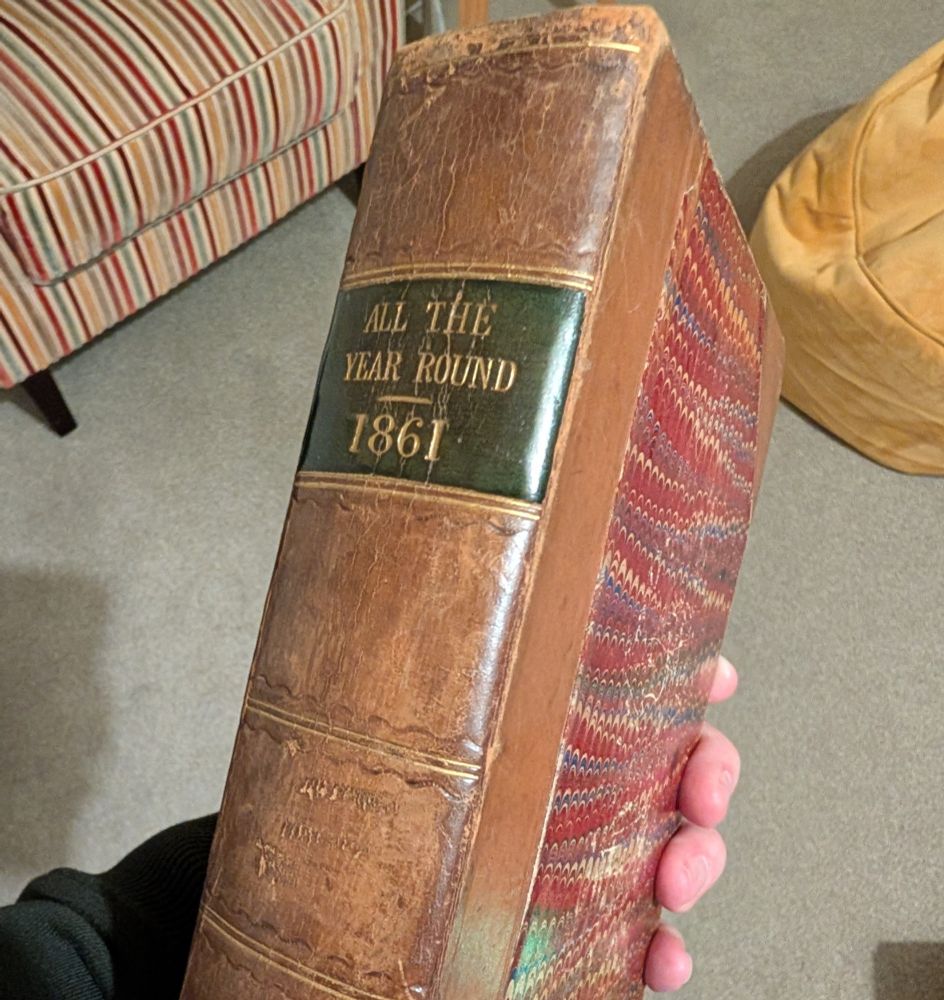 ALL THE
YEAR ROUND
1861